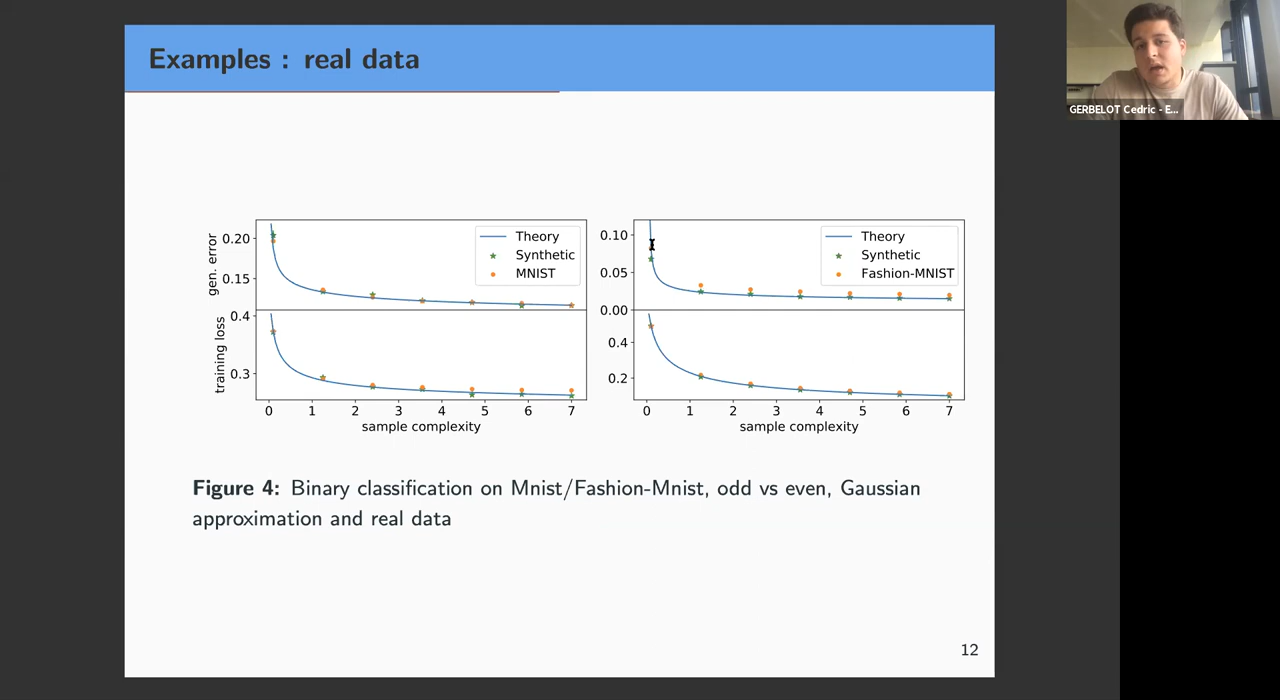 Examples : real data
GERBELOT Cedric - E...
gen. error
0.20
0.15
Theory
Synthetic
MNIST
training loss
0.4
0.3
0 1 2 3 4 5 6 7
sample complexity
0.10
0.05
0.00
Theory
Synthetic
Fashion-MNIST
0.4
0.2
0 1 2 3 4 5 6 7
sample complexity
Figure 4: Binary classification on Mnist/Fashion-Mnist, odd vs even, Gaussian
approximation and real data
12